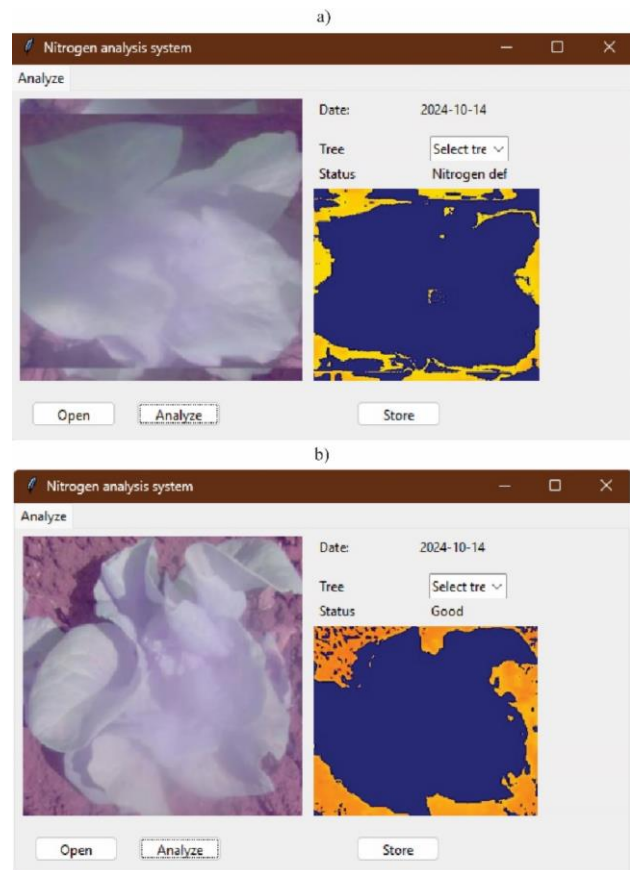 a)
Nitrogen analysis system
Analyze
Date: 2024-10-14
Tree Select tre
Status Nitrogen def
Open Analyze Store
b)
Nitrogen analysis system
Analyze
Date: 2024-10-14
Tree Select tre
Status Good
Open Analyze Store